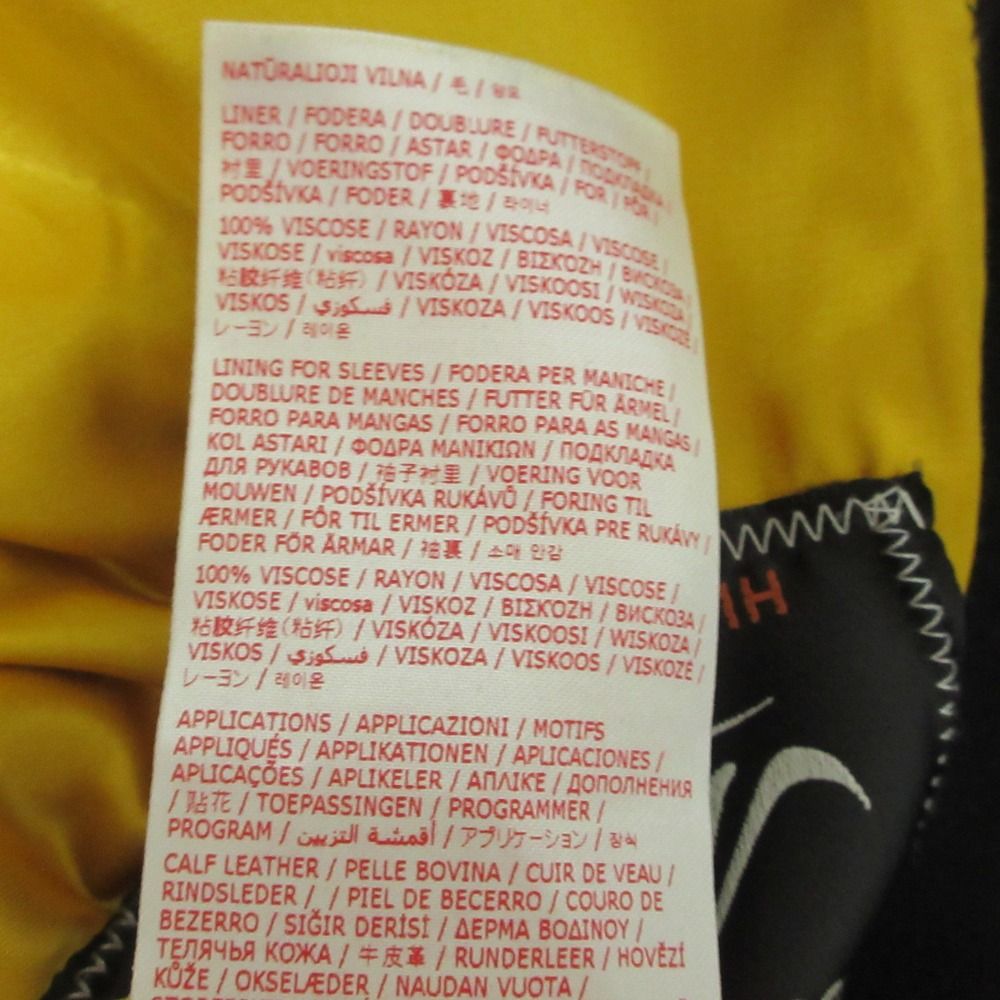 NATŪRALIOJI VILNA / 毛 / 양모
LINER / FODERA / DOUBLURE / FUTTERSTOFF /
FORRO / FORRO / ASTAR / ΦΟΔΡΑ / ПОДКЛАДКА /
衬里 / VOERINGSTOF / PODŠÍVKA / FOR / FÔR /
PODŠÍVKA / FODER / 裏地 / 라이너
100% VISCOSE / RAYON / VISCOSA / VISCOSE /
VISKOSE / viscosa / VISKOZ / ΒΙΣΚΌΖΗ / ВИСКОЗА /
粘胶纤维(粘纤) / VISKÓZA / VISKOOSI / WISKOZA /
VISKOS / فسكوزي / VISKOZA / VISKOOS / VISKOZĖ /
レーヨン / 레이온
LINING FOR SLEEVES / FODERA PER MANICHE /
DOUBLURE DE MANCHES / FUTTER FÜR ÄRMEL /
FORRO PARA MANGAS / FORRO PARA AS MANGAS /
KOL ASTARI / ΦΟΔΡΑ ΜΑΝΙΚΙΩΝ / ПОДКЛАДКА
ДЛЯ РУКАВОВ / 袖子衬里 / VOERING VOOR
MOUWEN / PODŠÍVKA RUKÁVŮ / FORING TIL
ÆRMER / FÔR TIL ERMER / PODŠÍVKA PRE RUKÁVY /
FODER FÖR ÄRMAR / 袖裏 / 소매 안감
100% VISCOSE / RAYON / VISCOSA / VISCOSE /
VISKOSE / viscosa / VISKOZ / ΒΙΣΚΌΖΗ / ВИСКОЗА /
粘胶纤维(粘纤) / VISKÓZA / VISKOOSI / WISKOZA /
VISKOS / فسكوزي / VISKOZA / VISKOOS / VISKOZĖ /
レーヨン / 레이온
APPLICATIONS / APPLICAZIONI / MOTIFS
APPLIQUÉS / APPLIKATIONEN / APLICACIONES /
APLICAÇÕES / APLIKELER / ΑΠΛΙΚΈ / ДОПОЛНЕНИЯ
/ 贴花 / TOEPASSINGEN / PROGRAMMER /
PROGRAM / أقمشة التزيين / アプリケーション / 장식
CALF LEATHER / PELLE BOVINA / CUIR DE VEAU /
RINDSLEDER / / PIEL DE BECERRO / COURO DE
BEZERRO / SIĞIR DERİSİ / ΔΕΡΜΑ ΒΟΔΙΝΟΥ /
ТЕЛЯЧЬЯ КОЖА / 牛皮革 / RUNDERLEER / HOVĚZÍ
KŮŽE / OKSELÆDER / NAUDAN VUOTA /